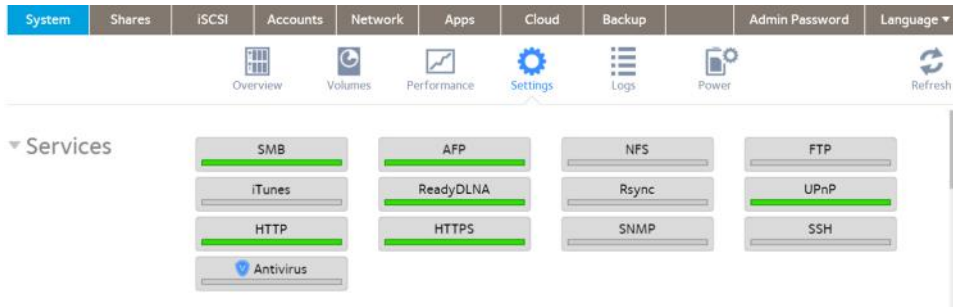 System Shares iSCSI Accounts Network Apps Cloud Backup Admin Password Language
Overview Volumes Performance Settings Logs Power Refresh
Services
SMB AFP NFS FTP
iTunes ReadyDLNA Rsync UPnP
HTTP HTTPS SNMP SSH
Antivirus